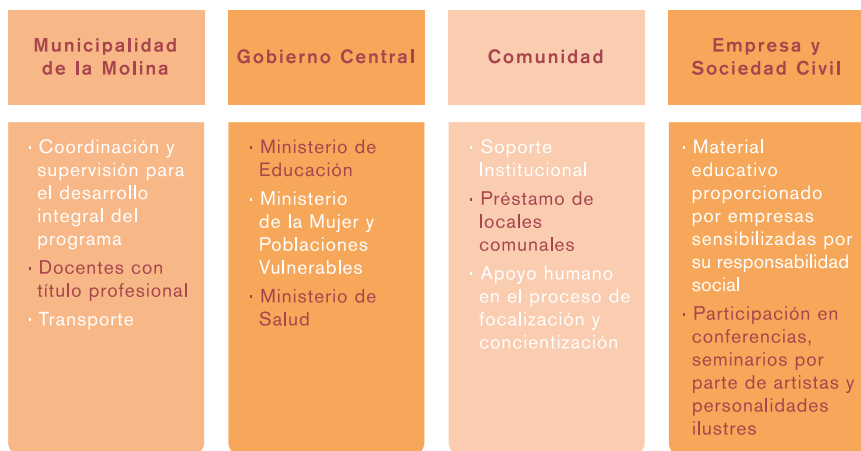 Municipalidad
de la Molina
Gobierno Central
Comunidad
Empresa y
Sociedad Civil
· Coordinación y
supervisión para
el desarrollo
integral del
programa
· Docentes con
título profesional
· Transporte
· Ministerio de
Educación
· Ministerio
de la Mujer y
Poblaciones
Vulnerables
· Ministerio de
Salud
· Soporte
Institucional
· Préstamo de
locales
comunales
· Apoyo humano
en el proceso de
focalización y
concientización
· Material
educativo
proporcionado
por empresas
sensibilizadas por
su responsabilidad
social
· Participación en
conferencias,
seminarios por
parte de artistas y
personalidades
ilustres